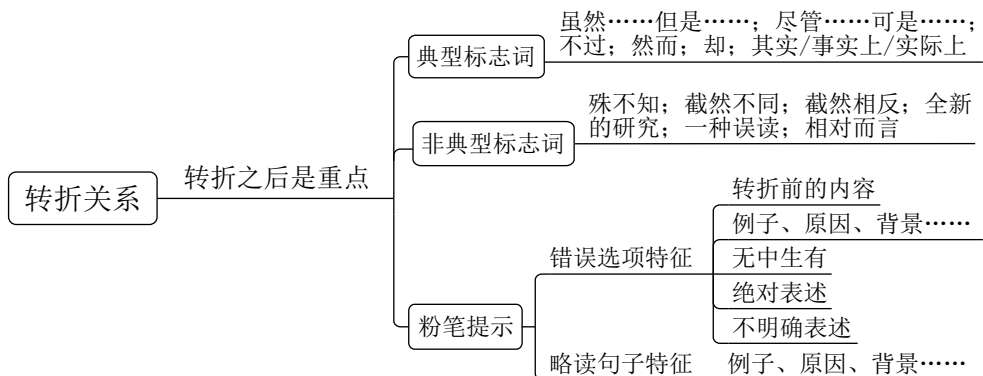 转折关系
转折之后是重点
典型标志词
虽然……但是……；尽管……可是……；
不过；然而；却；其实/事实上/实际上
非典型标志词
殊不知；截然不同；截然相反；全新
的研究；一种误读；相对而言
粉笔提示
错误选项特征
转折前的内容
例子、原因、背景……
无中生有
绝对表述
不明确表述
略读句子特征
例子、原因、背景……